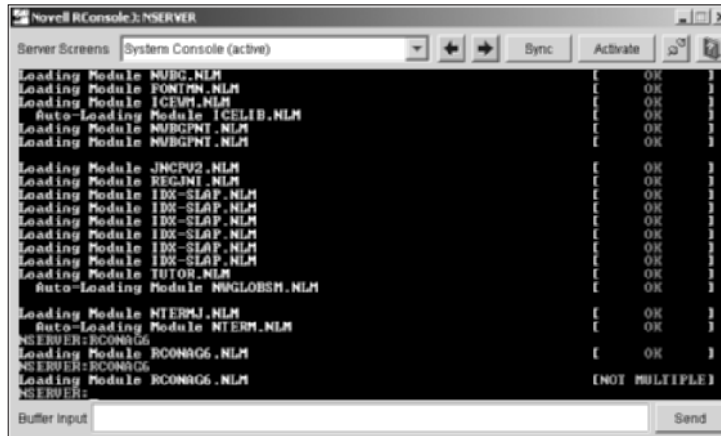 Novell RConsoleJ: NSERVER
Server Screens System Console (active) Sync Activate
Loading Module NVBG.NLM [ OK ]
Loading Module FONTMN.NLM [ OK ]
Loading Module ICEVM.NLM [ OK ]
Auto-Loading Module ICELIB.NLM [ OK ]
Loading Module NVBGPNT.NLM [ OK ]
Loading Module NVBGPNT.NLM [ OK ]
Loading Module JNCPV2.NLM [ OK ]
Loading Module REGJNI.NLM [ OK ]
Loading Module IDX-SLAP.NLM [ OK ]
Loading Module IDX-SLAP.NLM [ OK ]
Loading Module IDX-SLAP.NLM [ OK ]
Loading Module IDX-SLAP.NLM [ OK ]
Loading Module IDX-SLAP.NLM [ OK ]
Loading Module IDX-SLAP.NLM [ OK ]
Loading Module TUTOR.NLM [ OK ]
Auto-Loading Module NWGLOBSM.NLM [ OK ]
Loading Module NTERMJ.NLM [ OK ]
Auto-Loading Module NTERM.NLM [ OK ]
NSERVER:RCONAG6
Loading Module RCONAG6.NLM [ OK ]
NSERVER:RCONAG6
Loading Module RCONAG6.NLM [NOT MULTIPLE]
NSERVER:_
Buffer Input Send